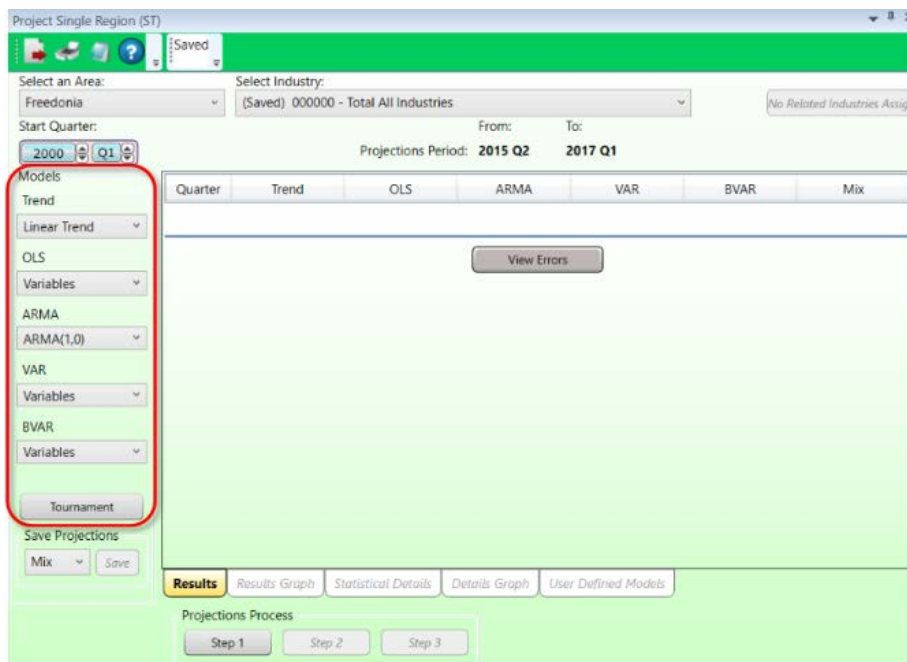 Project Single Region (ST)
Saved
Select an Area: Select Industry:
Freedonia (Saved) 000000 - Total All Industries No Related Industries Assig
Start Quarter: From: To:
2000 Q1 Projections Period: 2015 Q2 2017 Q1
Models
Quarter Trend OLS ARMA VAR BVAR Mix
Trend
Linear Trend
View Errors
OLS
Variables
ARMA
ARMA(1,0)
VAR
Variables
BVAR
Variables
Tournament
Save Projections
Mix Save
Results Results Graph Statistical Details Details Graph User Defined Models
Projections Process
Step 1 Step 2 Step 3